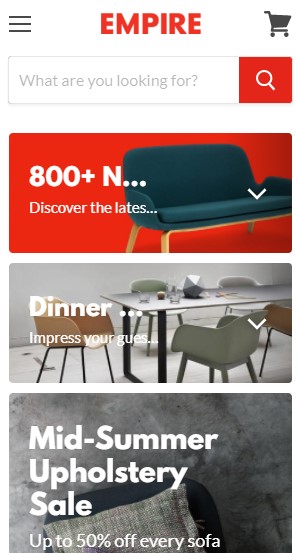 EMPIRE
What are you looking for?
800+ N...
Discover the lates...
Dinner ...
Impress your gues...
Mid-Summer
Upholstery
Sale
Up to 50% off every sofa